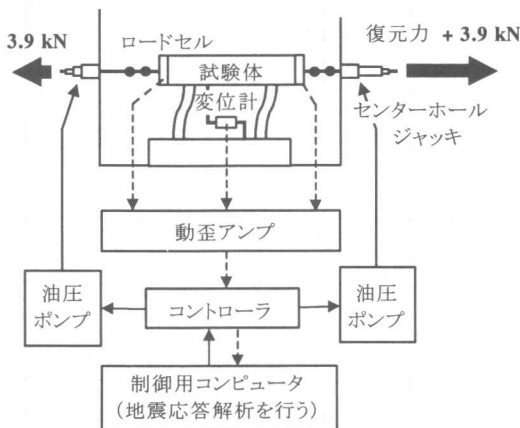 3.9 kN
ロードセル
復元力 + 3.9 kN
試験体
変位計
センターホール
ジャッキ
動歪アンプ
油圧
ポンプ
コントローラ
油圧
ポンプ
制御用コンピュータ
(地震応答解析を行う)